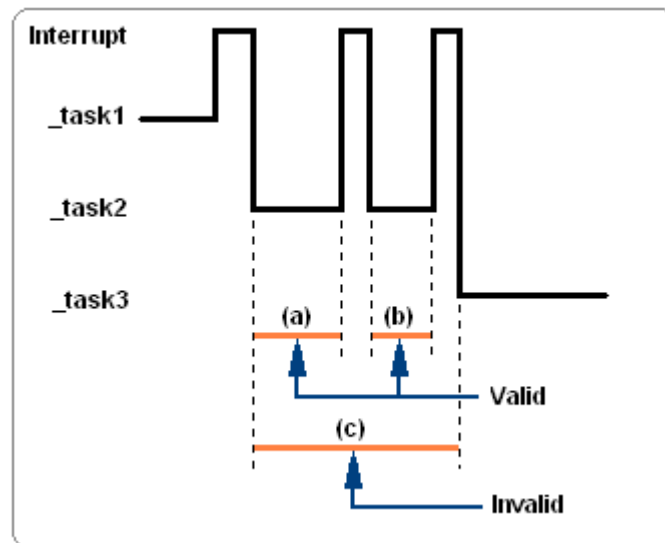 Interrupt
_task1
_task2
_task3
(a) (b)
Valid
(c)
Invalid